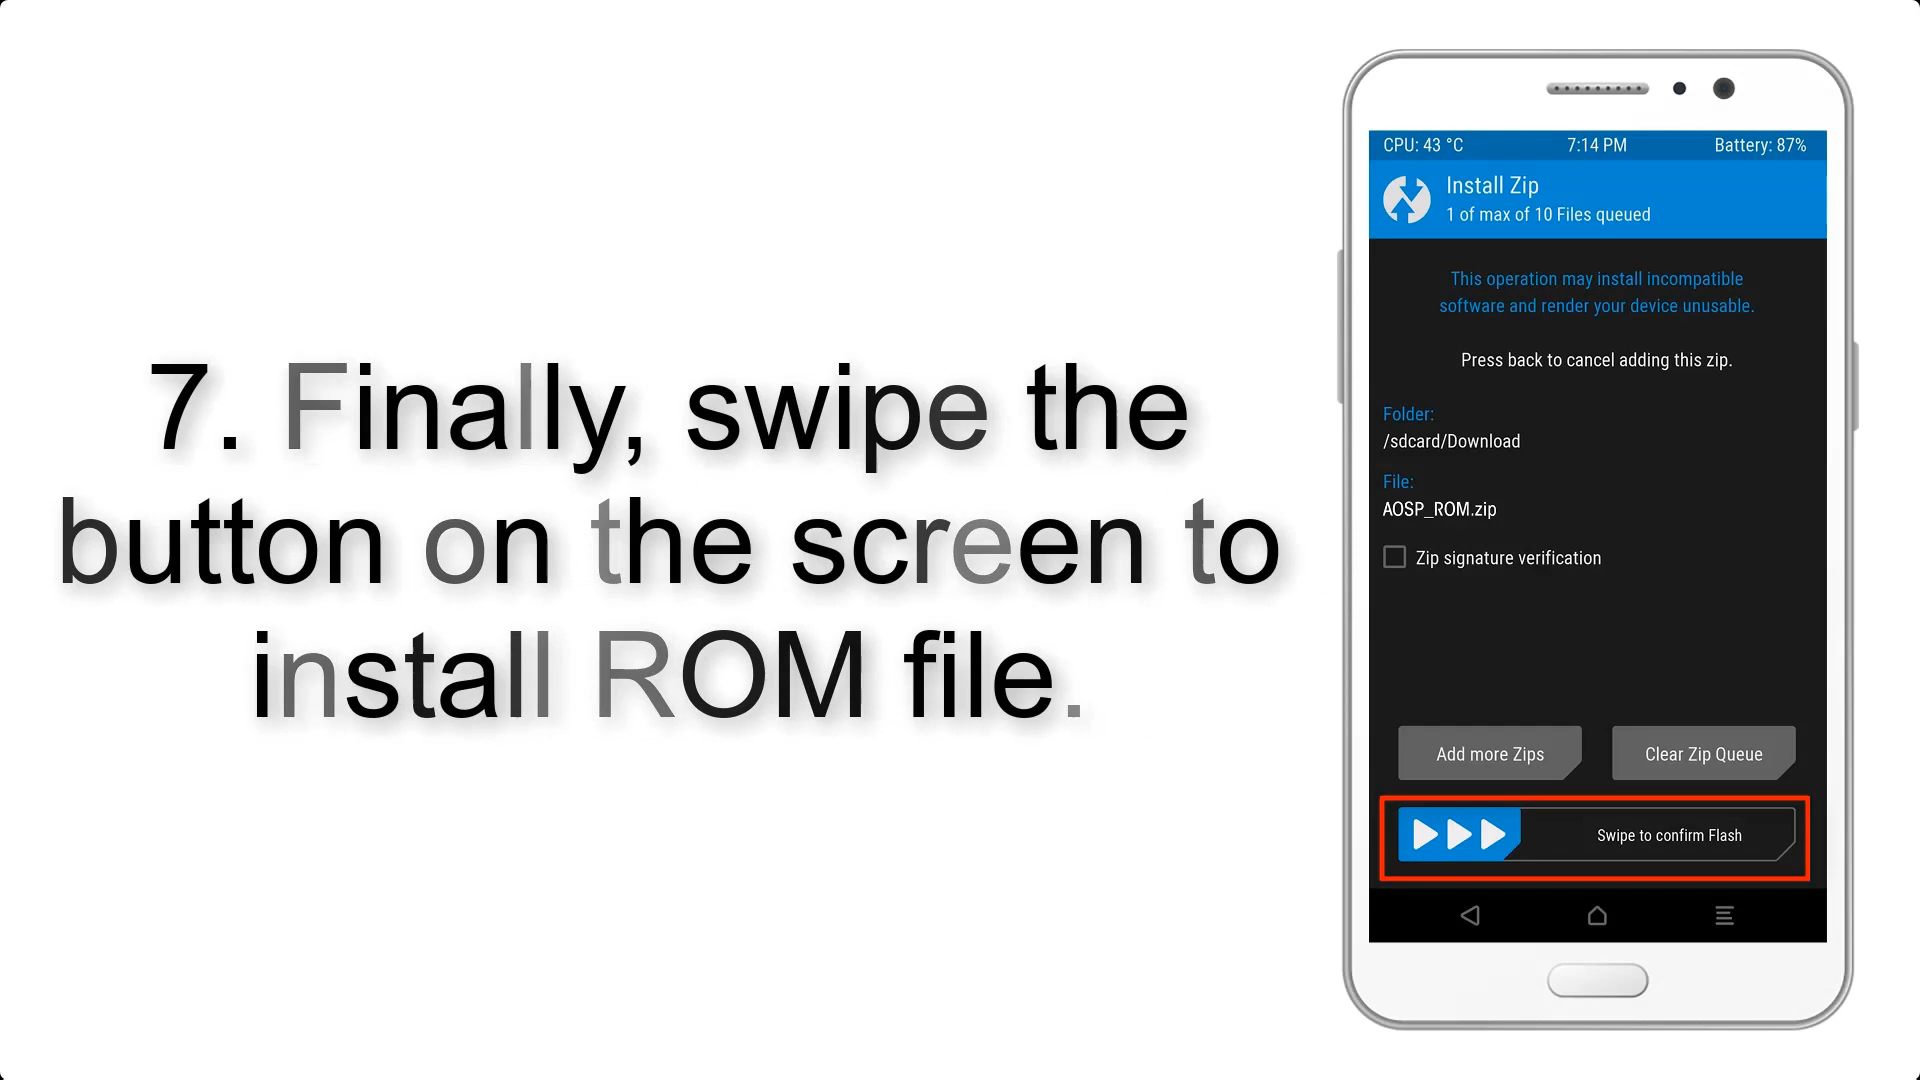 7. Finally, swipe the
button on the screen to
install ROM file.
CPU: 43 °C 7:14 PM Battery: 87%
Install Zip
1 of max of 10 Files queued
This operation may install incompatible
software and render your device unusable.
Press back to cancel adding this zip.
Folder:
/sdcard/Download
File:
AOSP_ROM.zip
Zip signature verification
Add more Zips Clear Zip Queue
Swipe to confirm Flash